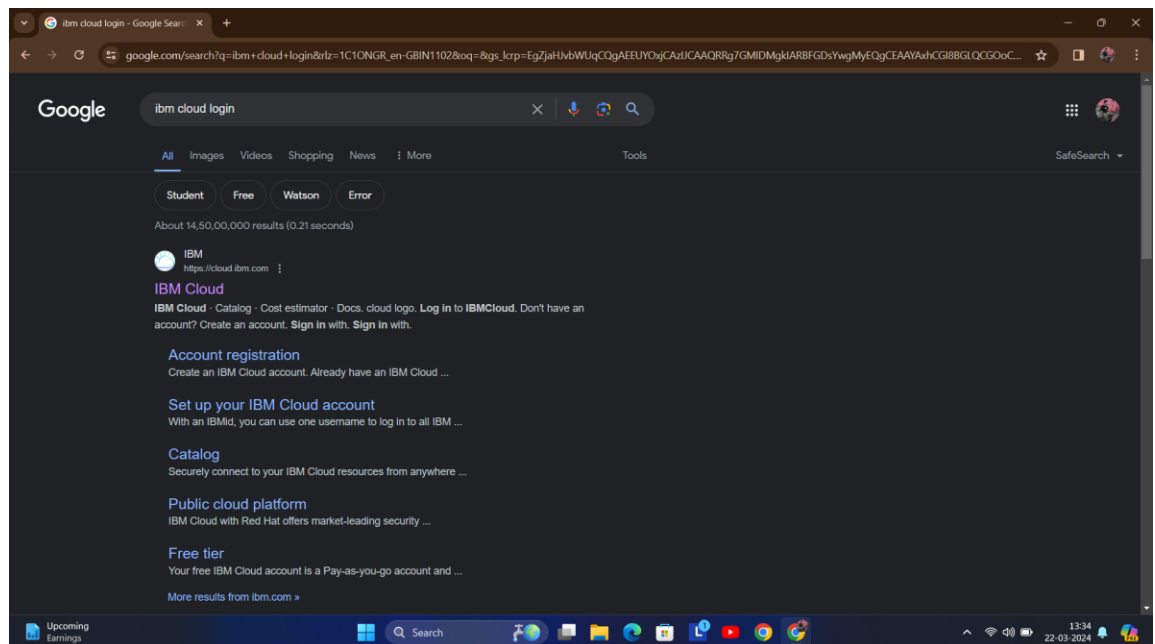 ibm cloud login - Google Searc
google.com/search?q=ibm+cloud+login&rlz=1C1ONGR_en-GBIN1102&oq=&gs_lcrp=EgZjaHJvbWUqCQgAEEUYOxjCAzIJCAAQRRg7GMIDMgkIARBFGDsYwgMyEQgCEAAYAxhCGI8BGLQCGOoC...
Google
ibm cloud login
All Images Videos Shopping News More Tools SafeSearch
Student Free Watson Error
About 14,50,00,000 results (0.21 seconds)
IBM
https://cloud.ibm.com
IBM Cloud
IBM Cloud · Catalog · Cost estimator · Docs. cloud logo. Log in to IBMCloud. Don't have an
account? Create an account. Sign in with. Sign in with.
Account registration
Create an IBM Cloud account. Already have an IBM Cloud ...
Set up your IBM Cloud account
With an IBMid, you can use one username to log in to all IBM ...
Catalog
Securely connect to your IBM Cloud resources from anywhere ...
Public cloud platform
IBM Cloud with Red Hat offers market-leading security ...
Free tier
Your free IBM Cloud account is a Pay-as-you-go account and ...
More results from ibm.com »
Upcoming
Earnings
Search
13:34
22-03-2024